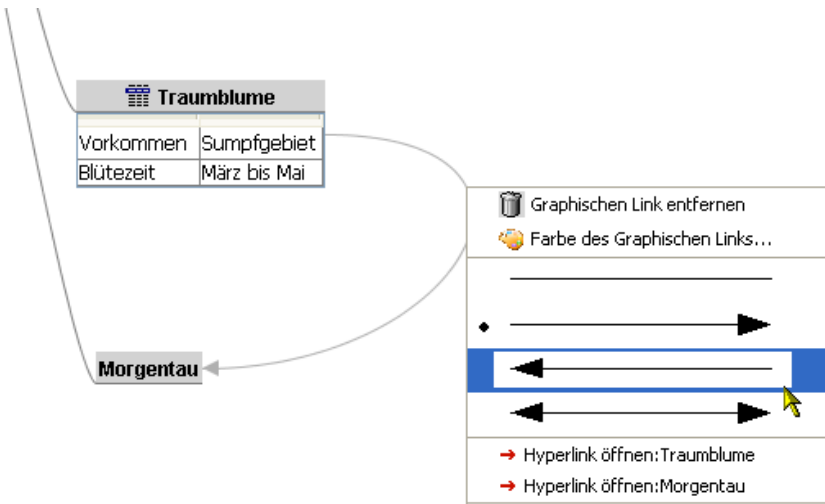 Traumblume
Vorkommen Sumpfgebiet
Blütezeit März bis Mai
Graphischen Link entfernen
Farbe des Graphischen Links...
Morgentau
Hyperlink öffnen:Traumblume
Hyperlink öffnen:Morgentau